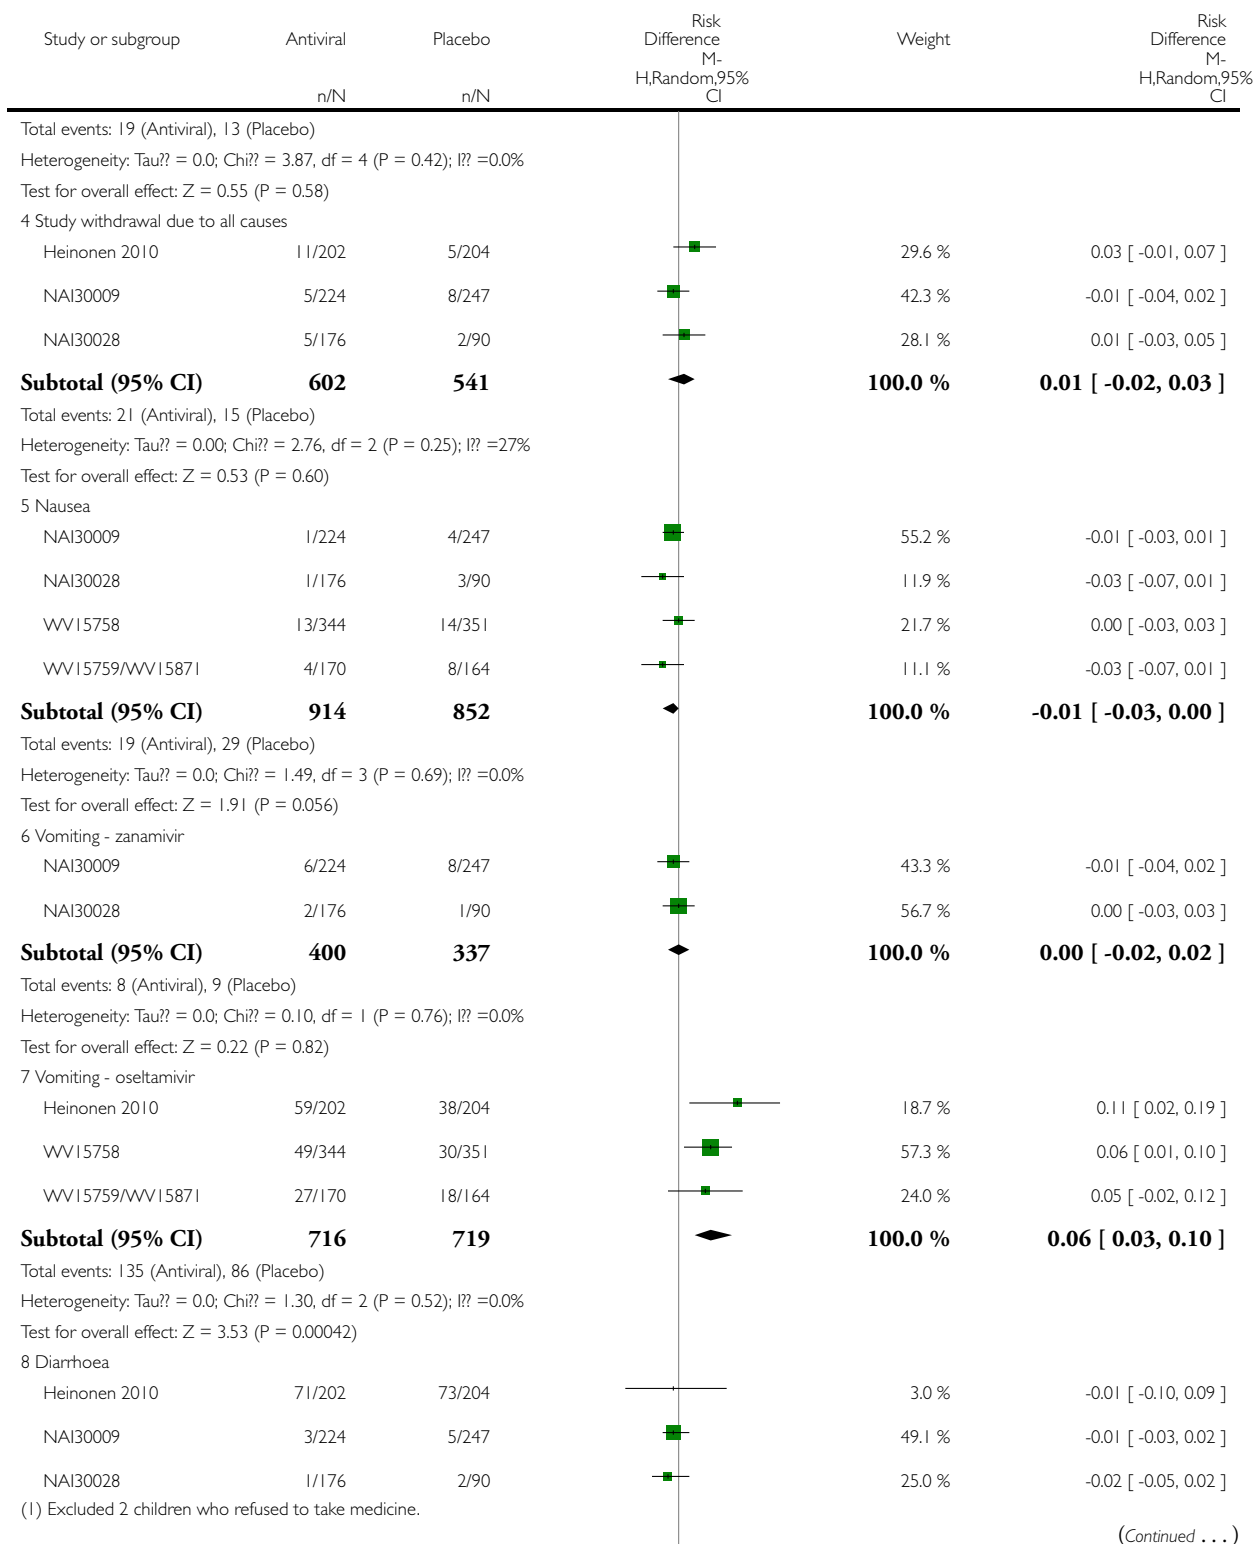 Study or subgroup Antiviral Placebo Risk Difference Weight Risk Difference
M-H,Random,95% CI M-H,Random,95% CI
n/N n/N
Total events: 19 (Antiviral), 13 (Placebo)
Heterogeneity: Tau?? = 0.0; Chi?? = 3.87, df = 4 (P = 0.42); I?? =0.0%
Test for overall effect: Z = 0.55 (P = 0.58)
4 Study withdrawal due to all causes
Heinonen 2010 11/202 5/204 29.6 % 0.03 [ -0.01, 0.07 ]
NAI30009 5/224 8/247 42.3 % -0.01 [ -0.04, 0.02 ]
NAI30028 5/176 2/90 28.1 % 0.01 [ -0.03, 0.05 ]
Subtotal (95% CI) 602 541 100.0 % 0.01 [ -0.02, 0.03 ]
Total events: 21 (Antiviral), 15 (Placebo)
Heterogeneity: Tau?? = 0.00; Chi?? = 2.76, df = 2 (P = 0.25); I?? =27%
Test for overall effect: Z = 0.53 (P = 0.60)
5 Nausea
NAI30009 1/224 4/247 55.2 % -0.01 [ -0.03, 0.01 ]
NAI30028 1/176 3/90 11.9 % -0.03 [ -0.07, 0.01 ]
WV15758 13/344 14/351 21.7 % 0.00 [ -0.03, 0.03 ]
WV15759/WV15871 4/170 8/164 11.1 % -0.03 [ -0.07, 0.01 ]
Subtotal (95% CI) 914 852 100.0 % -0.01 [ -0.03, 0.00 ]
Total events: 19 (Antiviral), 29 (Placebo)
Heterogeneity: Tau?? = 0.0; Chi?? = 1.49, df = 3 (P = 0.69); I?? =0.0%
Test for overall effect: Z = 1.91 (P = 0.056)
6 Vomiting - zanamivir
NAI30009 6/224 8/247 43.3 % -0.01 [ -0.04, 0.02 ]
NAI30028 2/176 1/90 56.7 % 0.00 [ -0.03, 0.03 ]
Subtotal (95% CI) 400 337 100.0 % 0.00 [ -0.02, 0.02 ]
Total events: 8 (Antiviral), 9 (Placebo)
Heterogeneity: Tau?? = 0.0; Chi?? = 0.10, df = 1 (P = 0.76); I?? =0.0%
Test for overall effect: Z = 0.22 (P = 0.82)
7 Vomiting - oseltamivir
Heinonen 2010 59/202 38/204 18.7 % 0.11 [ 0.02, 0.19 ]
WV15758 49/344 30/351 57.3 % 0.06 [ 0.01, 0.10 ]
WV15759/WV15871 27/170 18/164 24.0 % 0.05 [ -0.02, 0.12 ]
Subtotal (95% CI) 716 719 100.0 % 0.06 [ 0.03, 0.10 ]
Total events: 135 (Antiviral), 86 (Placebo)
Heterogeneity: Tau?? = 0.0; Chi?? = 1.30, df = 2 (P = 0.52); I?? =0.0%
Test for overall effect: Z = 3.53 (P = 0.00042)
8 Diarrhoea
Heinonen 2010 71/202 73/204 3.0 % -0.01 [ -0.10, 0.09 ]
NAI30009 3/224 5/247 49.1 % -0.01 [ -0.03, 0.02 ]
NAI30028 1/176 2/90 25.0 % -0.02 [ -0.05, 0.02 ]
(1) Excluded 2 children who refused to take medicine.
(Continued . . . )